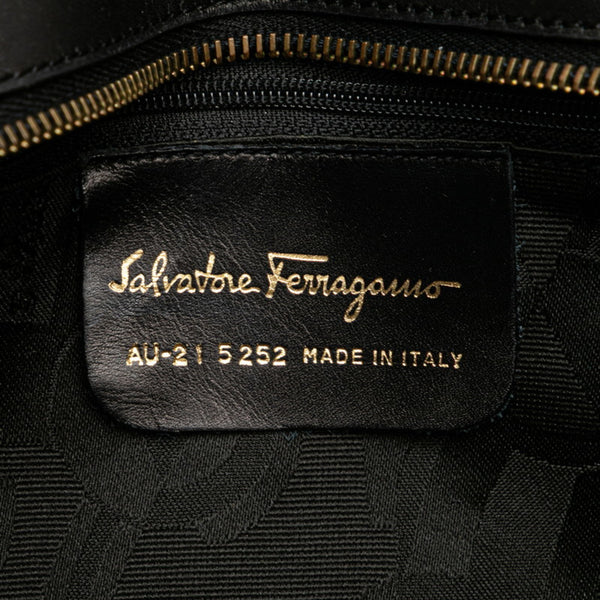 Salvatore Ferragamo
AU-21 5252 MADE IN ITALY